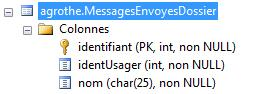 agrothe.MessagesEnvoyesDossier
Colonnes
identifiant (PK, int, non NULL)
identUsager (int, non NULL)
nom (char(25), non NULL)